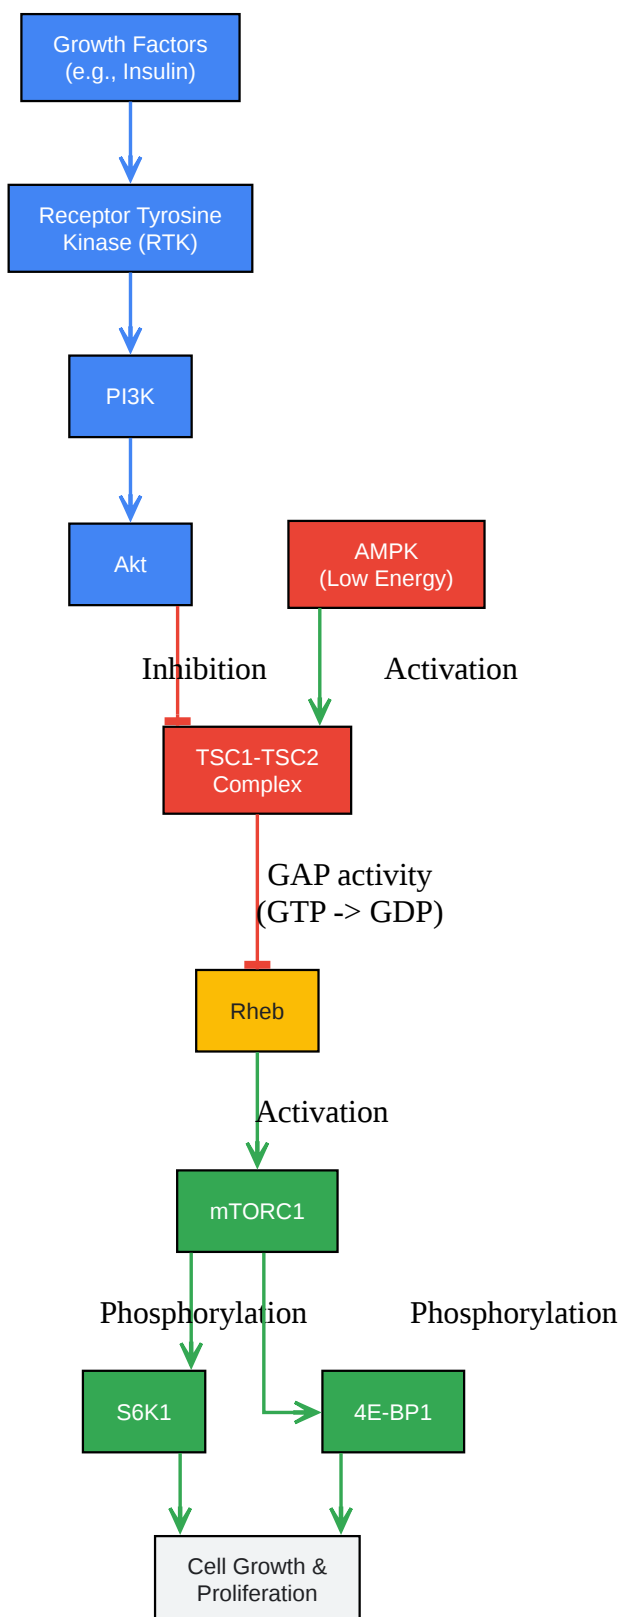 Growth Factors
(e.g., Insulin)
Receptor Tyrosine
Kinase (RTK)
PI3K
Akt
AMPK
(Low Energy)
Inhibition
Activation
TSC1-TSC2
Complex
GAP activity
(GTP -> GDP)
Rheb
Activation
mTORC1
Phosphorylation
Phosphorylation
S6K1
4E-BP1
Cell Growth &
Proliferation